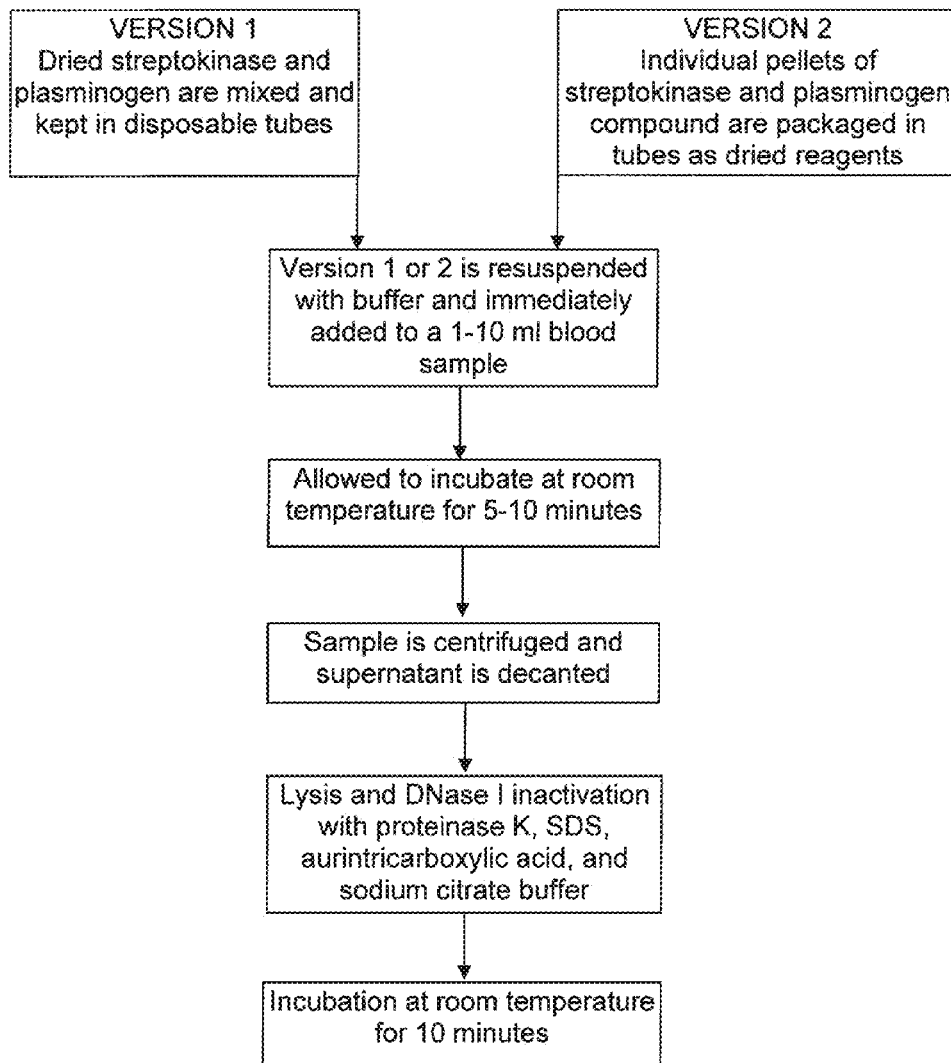 VERSION 1
Dried streptokinase and
plasminogen are mixed and
kept in disposable tubes
VERSION 2
Individual pellets of
streptokinase and plasminogen
compound are packaged in
tubes as dried reagents
Version 1 or 2 is resuspended
with buffer and immediately
added to a 1-10 ml blood
sample
Allowed to incubate at room
temperature for 5-10 minutes
Sample is centrifuged and
supernatant is decanted
Lysis and DNase I inactivation
with proteinase K, SDS,
aurintricarboxylic acid, and
sodium citrate buffer
Incubation at room temperature
for 10 minutes